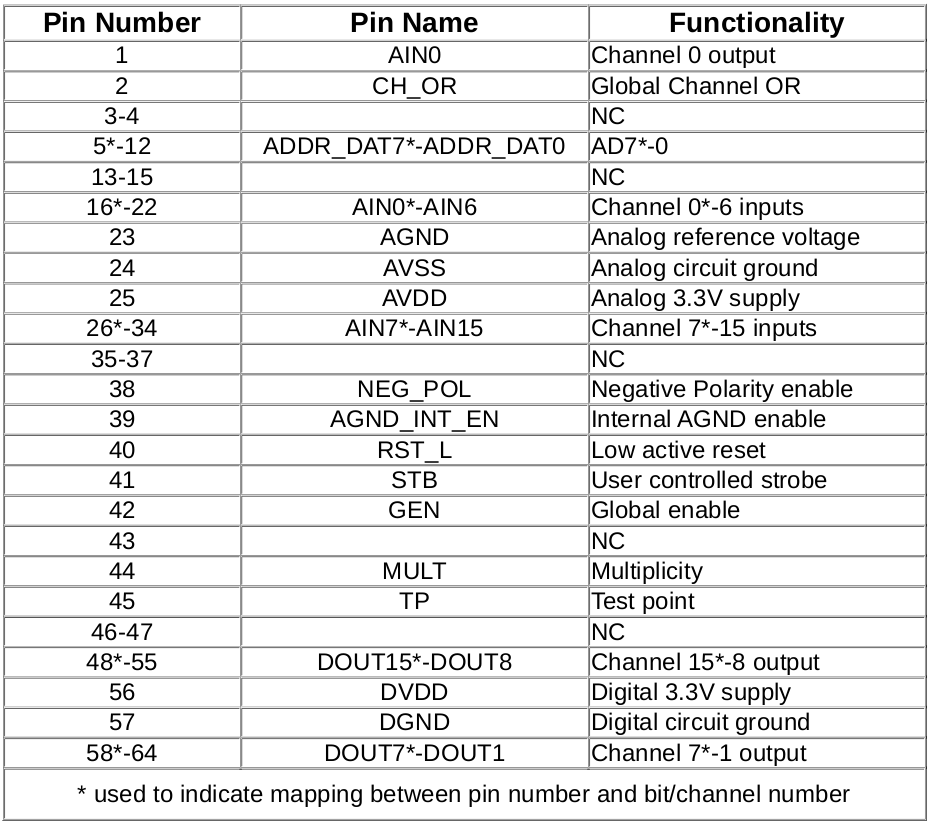 Pin Number Pin Name Functionality
1 AIN0 Channel 0 output
2 CH_OR Global Channel OR
3-4 NC
5*-12 ADDR_DAT7*-ADDR_DAT0 AD7*-0
13-15 NC
16*-22 AIN0*-AIN6 Channel 0*-6 inputs
23 AGND Analog reference voltage
24 AVSS Analog circuit ground
25 AVDD Analog 3.3V supply
26*-34 AIN7*-AIN15 Channel 7*-15 inputs
35-37 NC
38 NEG_POL Negative Polarity enable
39 AGND_INT_EN Internal AGND enable
40 RST_L Low active reset
41 STB User controlled strobe
42 GEN Global enable
43 NC
44 MULT Multiplicity
45 TP Test point
46-47 NC
48*-55 DOUT15*-DOUT8 Channel 15*-8 output
56 DVDD Digital 3.3V supply
57 DGND Digital circuit ground
58*-64 DOUT7*-DOUT1 Channel 7*-1 output
* used to indicate mapping between pin number and bit/channel number